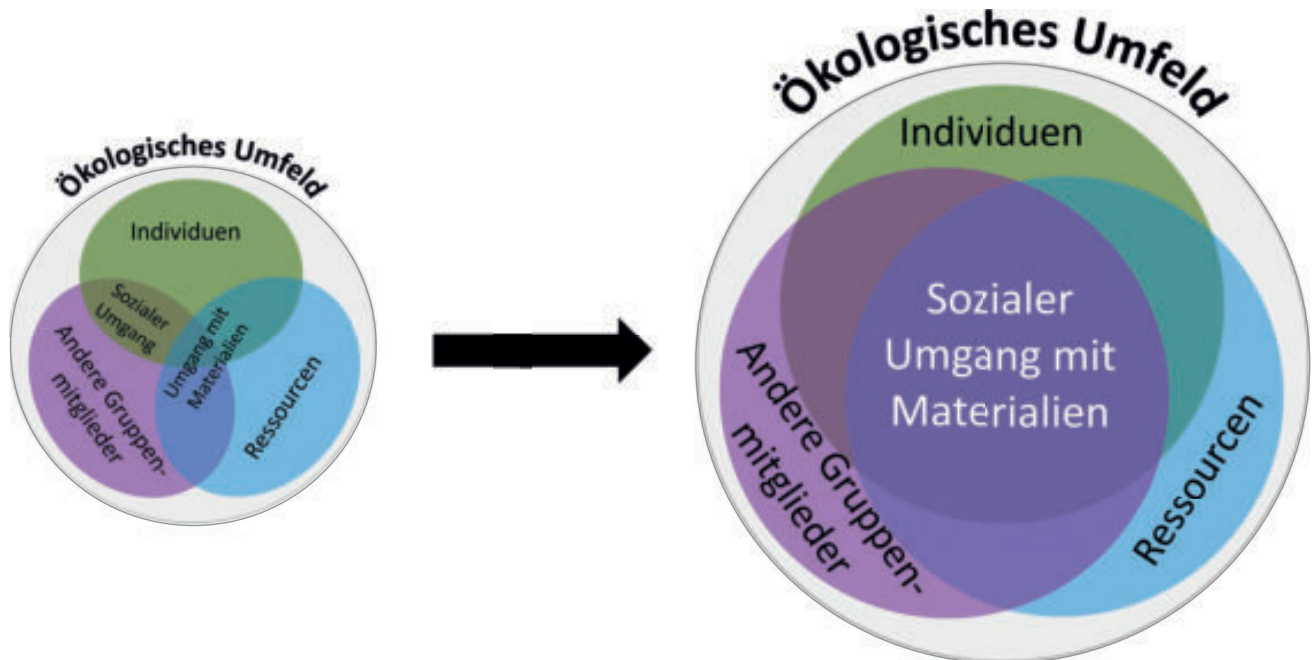 Ökologisches Umfeld
Individuen
Sozialer
Umgang
Umgang mit
Materialien
Andere Gruppen-
mitglieder
Ressourcen
Ökologisches Umfeld
Individuen
Sozialer
Umgang mit
Materialien
Andere Gruppen-
mitglieder
Ressourcen